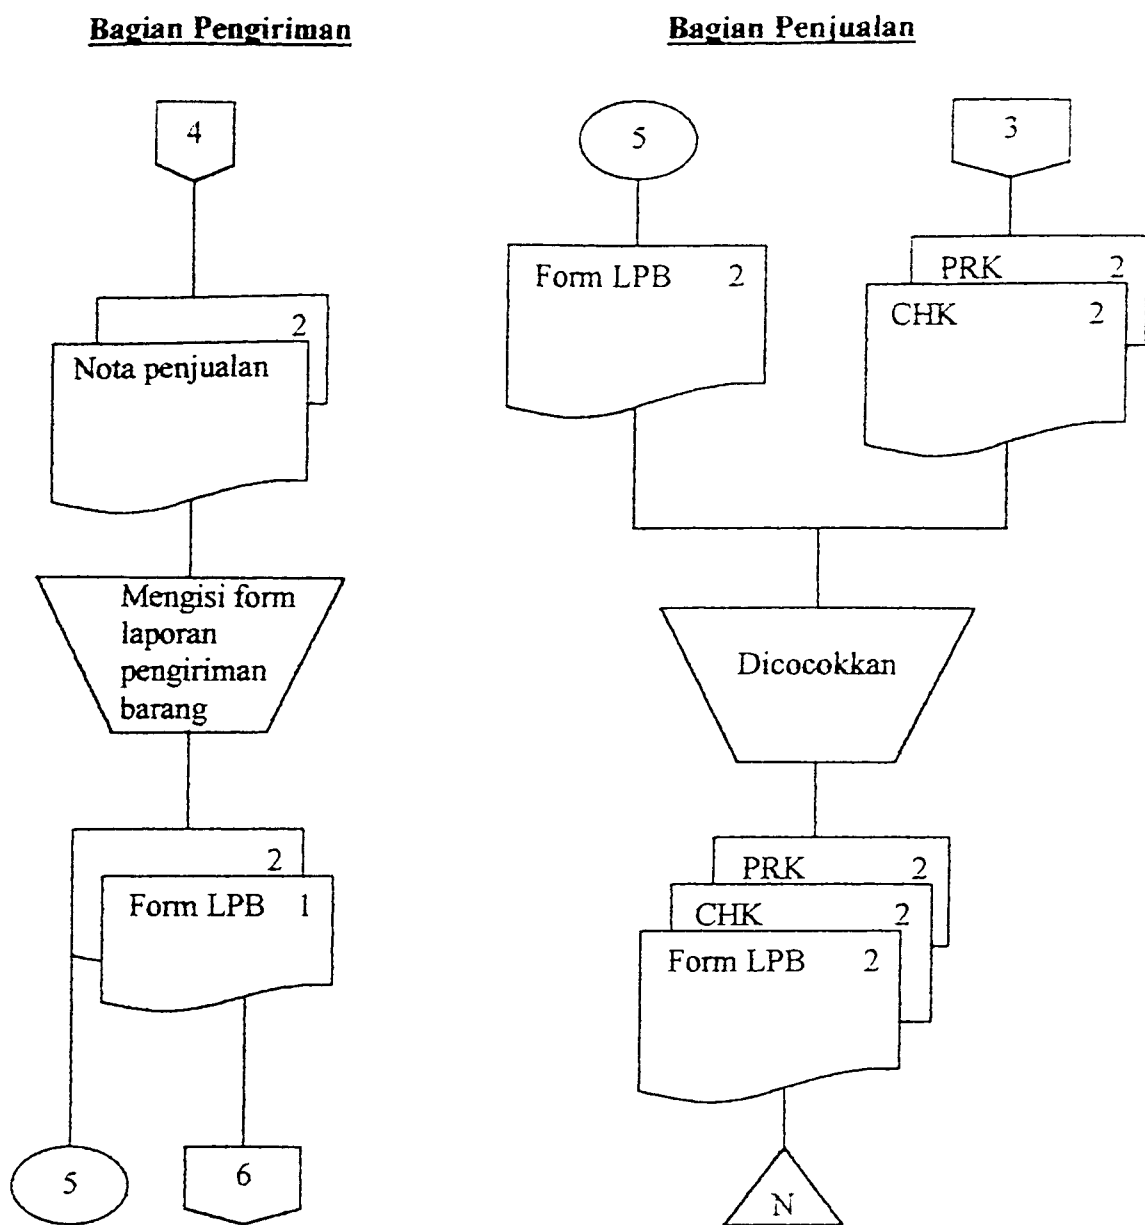 Bagian Pengiriman
4
2
Nota penjualan
Mengisi form
laporan
pengiriman
barang
2
Form LPB 1
5
6
Bagian Penjualan
5
3
Form LPB 2
PRK 2
CHK 2
Dicocokkan
PRK 2
CHK 2
Form LPB 2
N